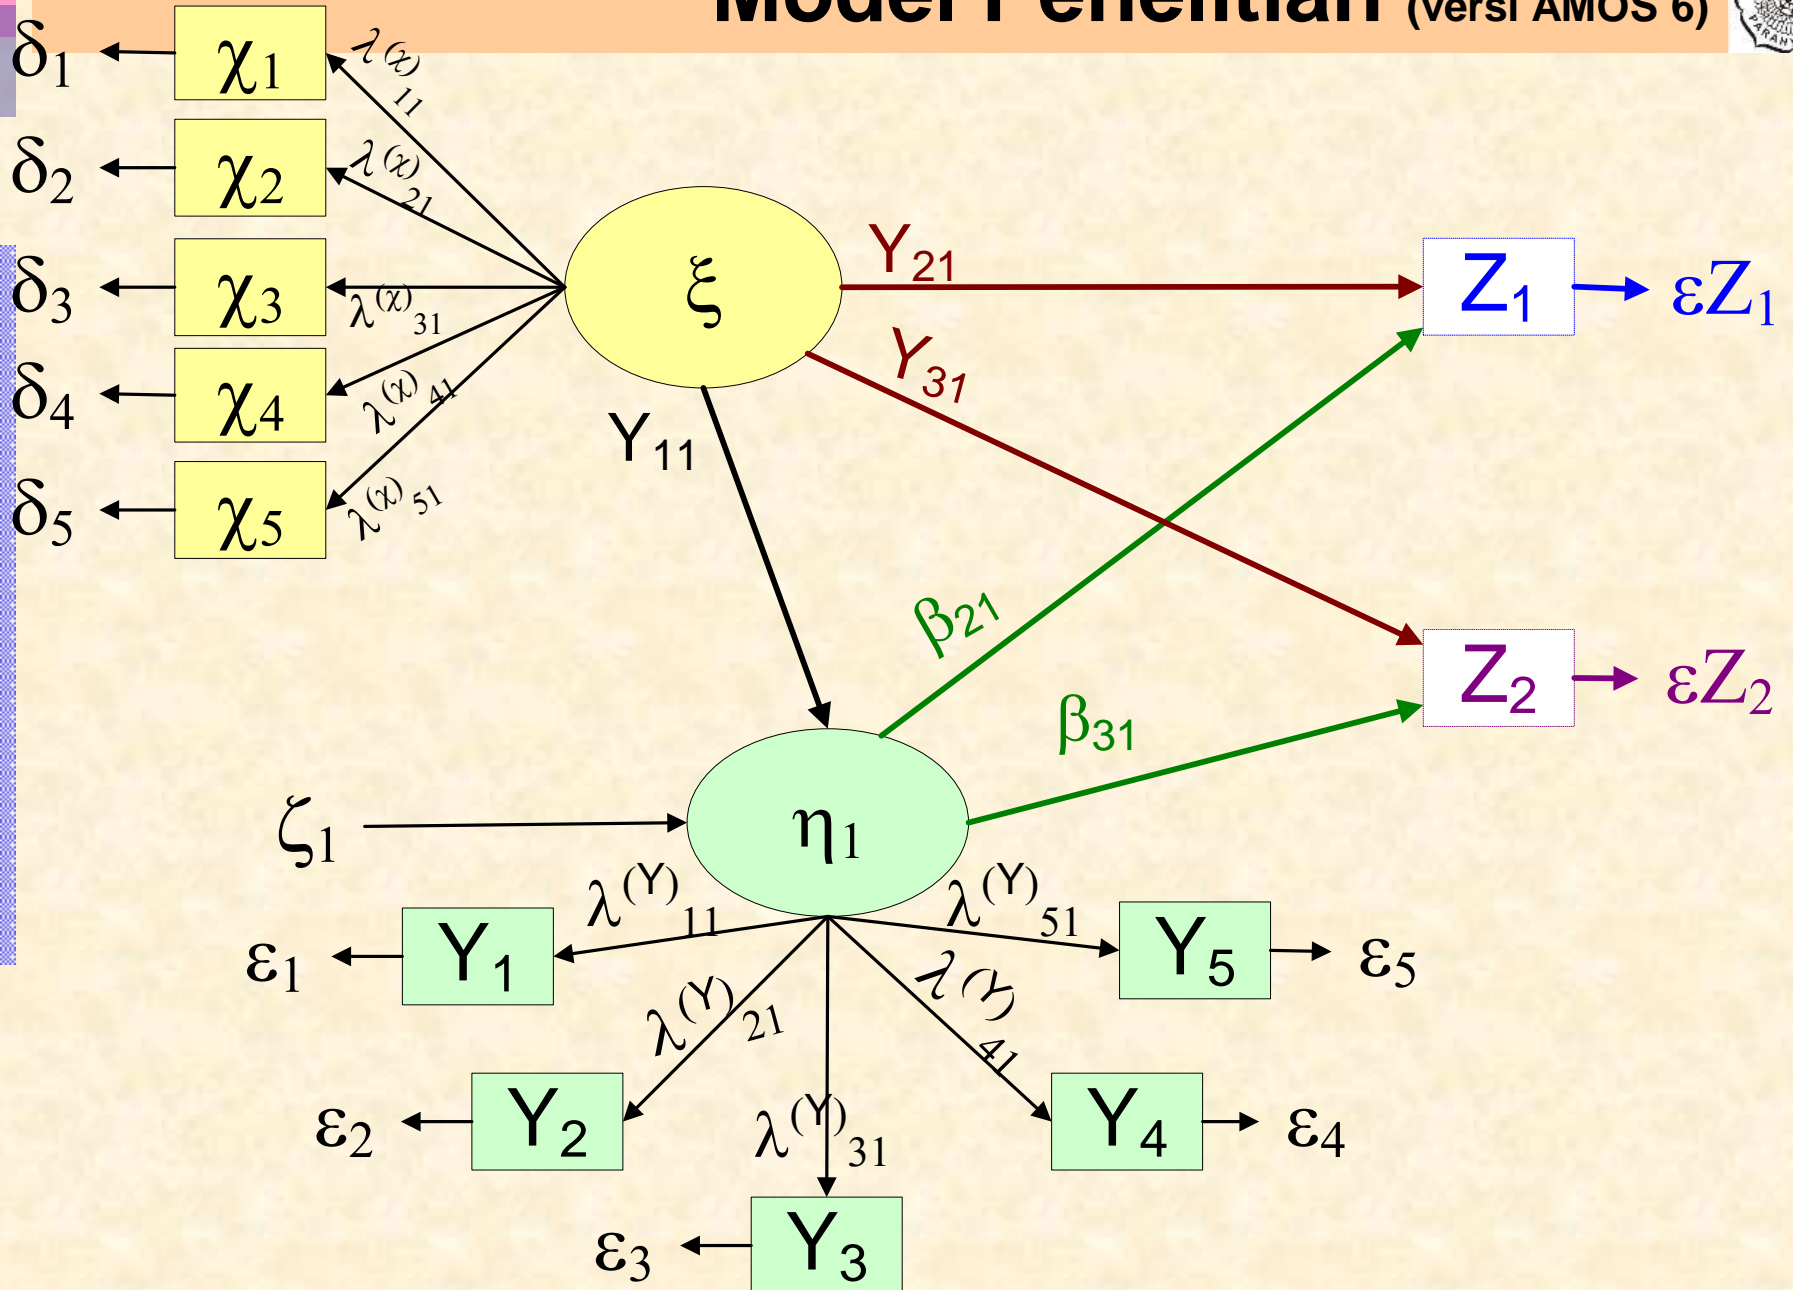 Model Penelitian (versi AMOS 6)
PARAHY
δ1 χ1 λ(χ)11
δ2 χ2 λ(χ)21
δ3 χ3 λ(χ)31
δ4 χ4 λ(χ)41
δ5 χ5 λ(χ)51
ξ
Y21
Z1 εZ1
Y31
Y11
β21
Z2 εZ2
β31
ζ1
η1
λ(Y)11
λ(Y)51
ε1 Y1
Y5 ε5
λ(Y)21
λ(Y)41
ε2 Y2
λ(Y)31
Y4 ε4
ε3 Y3